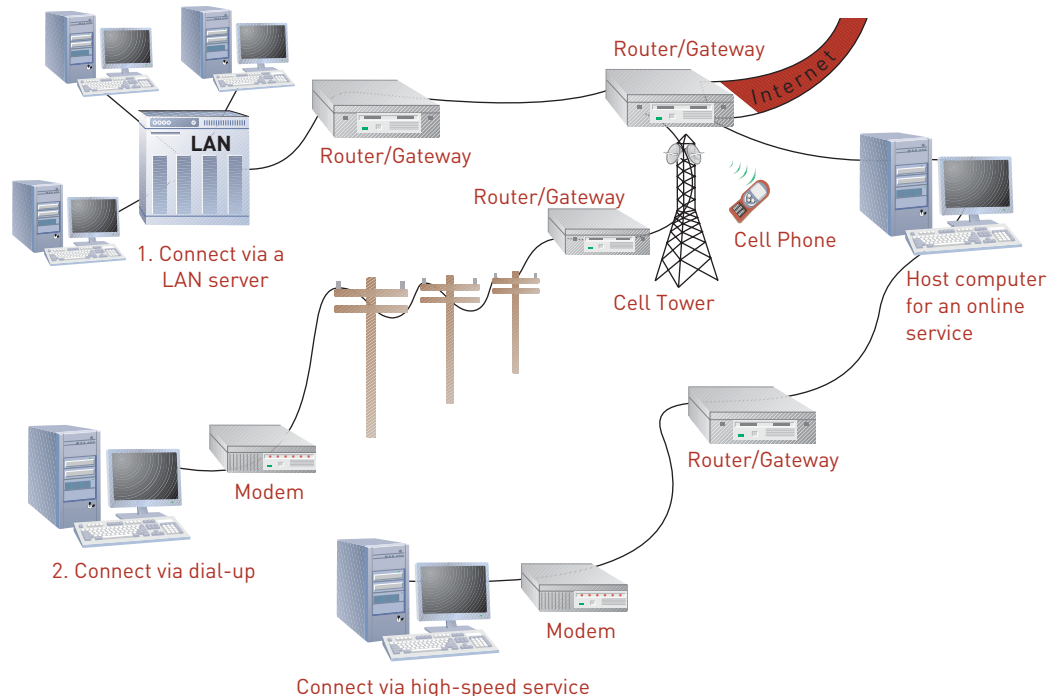 Router/Gateway
Internet
LAN
Router/Gateway
Router/Gateway
Cell Phone
1. Connect via a
LAN server
Cell Tower
Host computer
for an online
service
Router/Gateway
Modem
2. Connect via dial-up
Modem
Connect via high-speed service